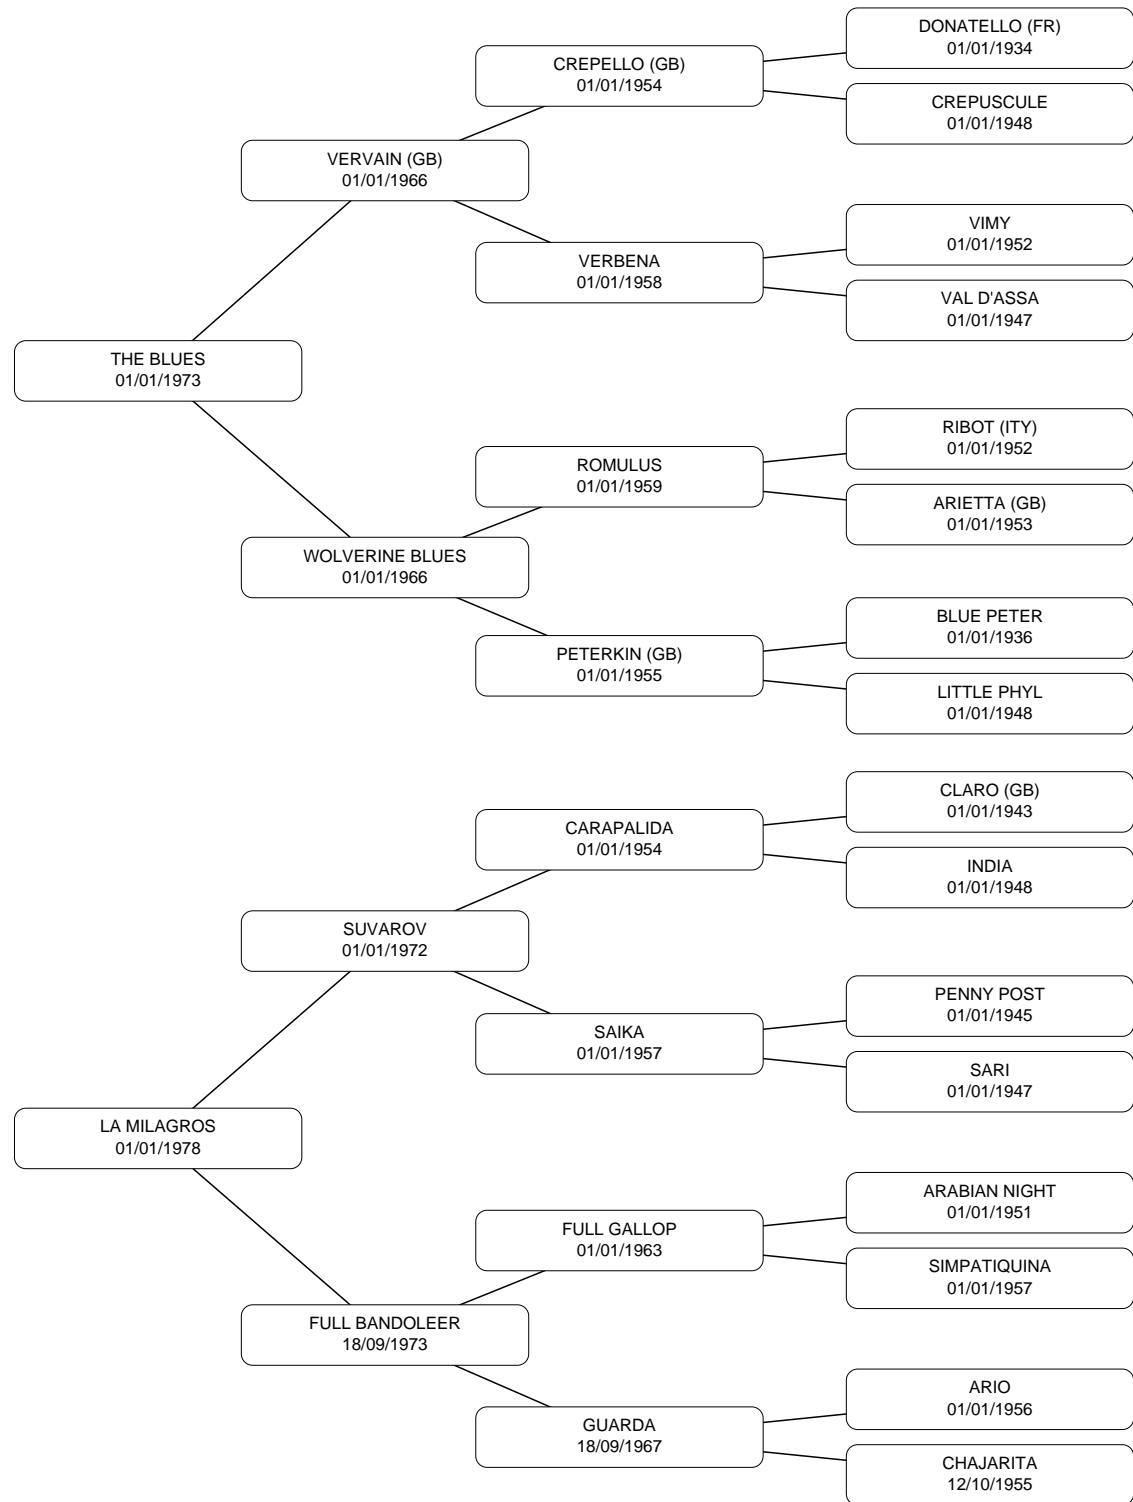 DONATELLO (FR)
01/01/1934
CREPELLO (GB)
01/01/1954
CREPUSCULE
01/01/1948
VERVAIN (GB)
01/01/1966
VIMY
01/01/1952
VERBENA
01/01/1958
VAL D'ASSA
01/01/1947
THE BLUES
01/01/1973
RIBOT (ITY)
01/01/1952
ROMULUS
01/01/1959
ARIETTA (GB)
01/01/1953
WOLVERINE BLUES
01/01/1966
BLUE PETER
01/01/1936
PETERKIN (GB)
01/01/1955
LITTLE PHYL
01/01/1948
CLARO (GB)
01/01/1943
CARAPALIDA
01/01/1954
INDIA
01/01/1948
SUVAROV
01/01/1972
PENNY POST
01/01/1945
SAIKA
01/01/1957
SARI
01/01/1947
LA MILAGROS
01/01/1978
ARABIAN NIGHT
01/01/1951
FULL GALLOP
01/01/1963
SIMPATIQUINA
01/01/1957
FULL BANDOLEER
18/09/1973
ARIO
01/01/1956
GUARDA
18/09/1967
CHAJARITA
12/10/1955